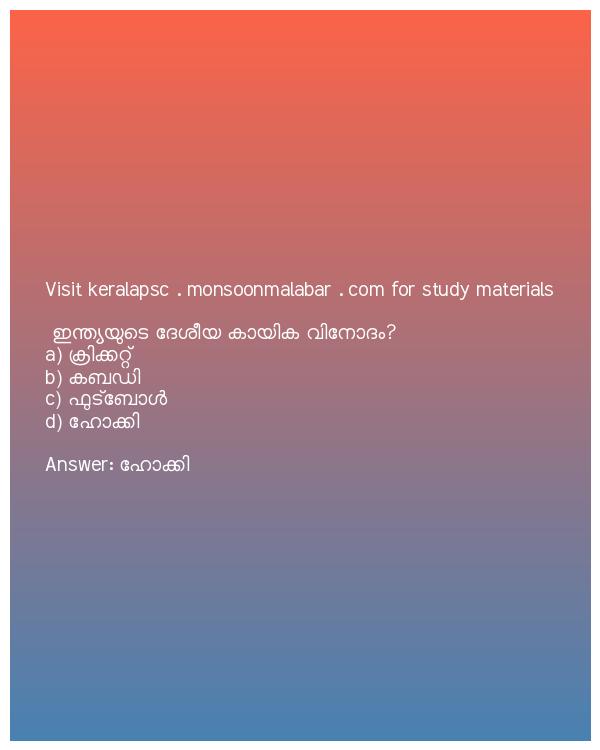 Visit keralapsc . monsoonmalabar . com for study materials
ഇന്ത്യയുടെ ദേശീയ കായിക വിനോദം?
a) ക്രിക്കറ്റ്
b) കബഡി
c) ഫുട്ബോൾ
d) ഹോക്കി
Answer: ഹോക്കി